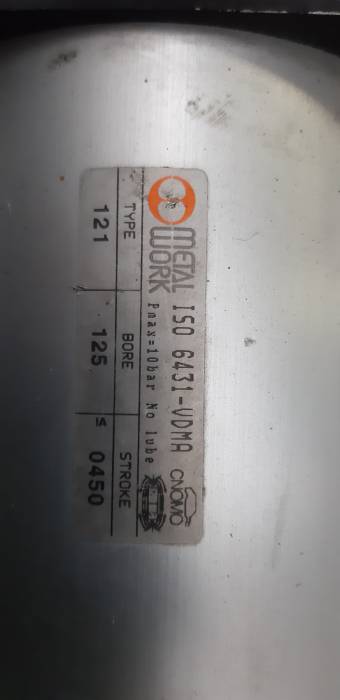 METAL
WORK
ISO 6431-VDMA
CNOMO
Pmax=10bar No lube
TYPE BORE STROKE
121 125 S 0450